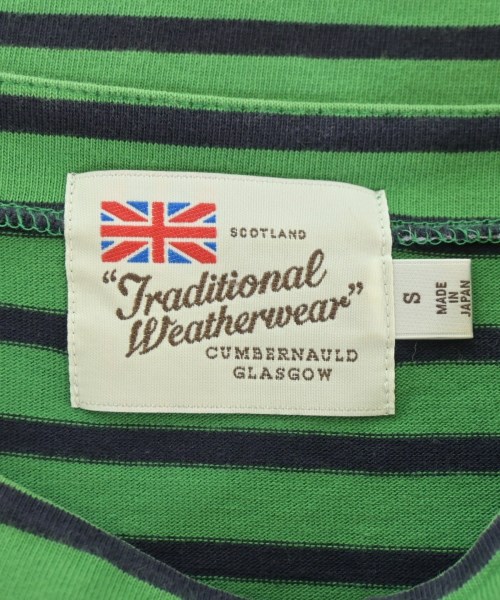 SCOTLAND
"Traditional
Weatherwear"
CUMBERNAULD
GLASGOW
S
MADE
IN
JAPAN